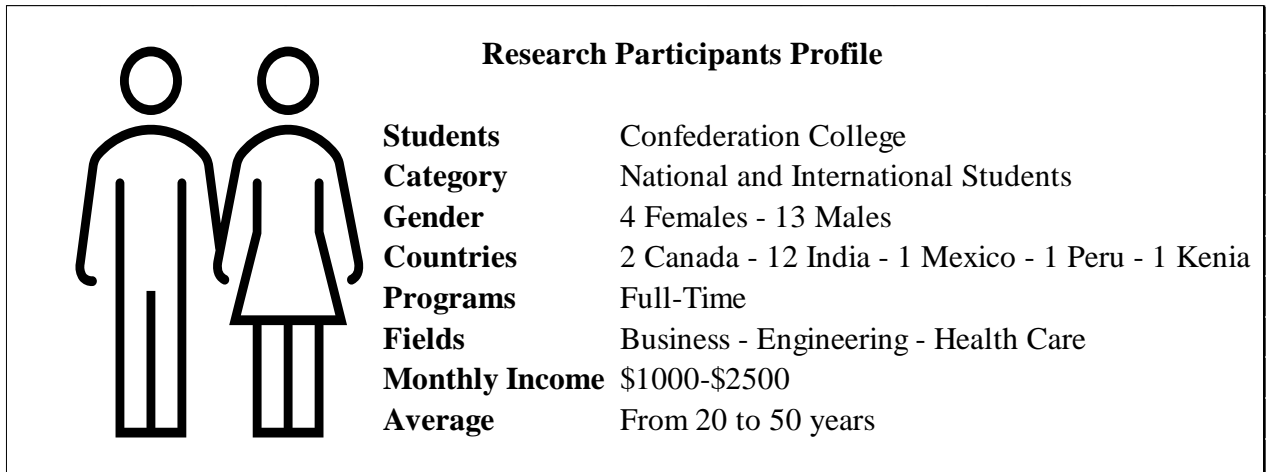 Research Participants Profile
Students Confederation College
Category National and International Students
Gender 4 Females - 13 Males
Countries 2 Canada - 12 India - 1 Mexico - 1 Peru - 1 Kenia
Programs Full-Time
Fields Business - Engineering - Health Care
Monthly Income $1000-$2500
Average From 20 to 50 years